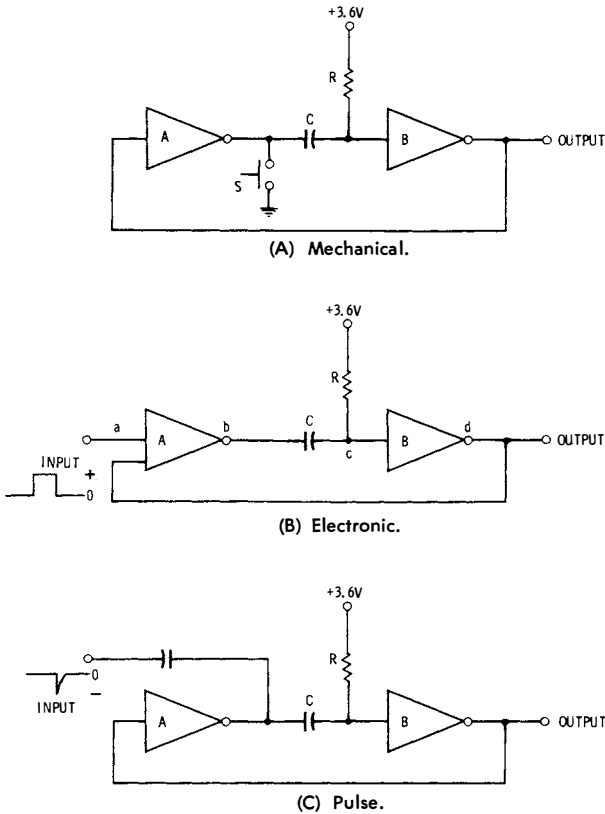 +3.6V
R
A
C
B
OUTPUT
S
(A) Mechanical.
+3.6V
R
a
A
b
C
c
B
d
OUTPUT
INPUT
+
0
(B) Electronic.
+3.6V
R
0
−
INPUT
A
C
B
OUTPUT
(C) Pulse.